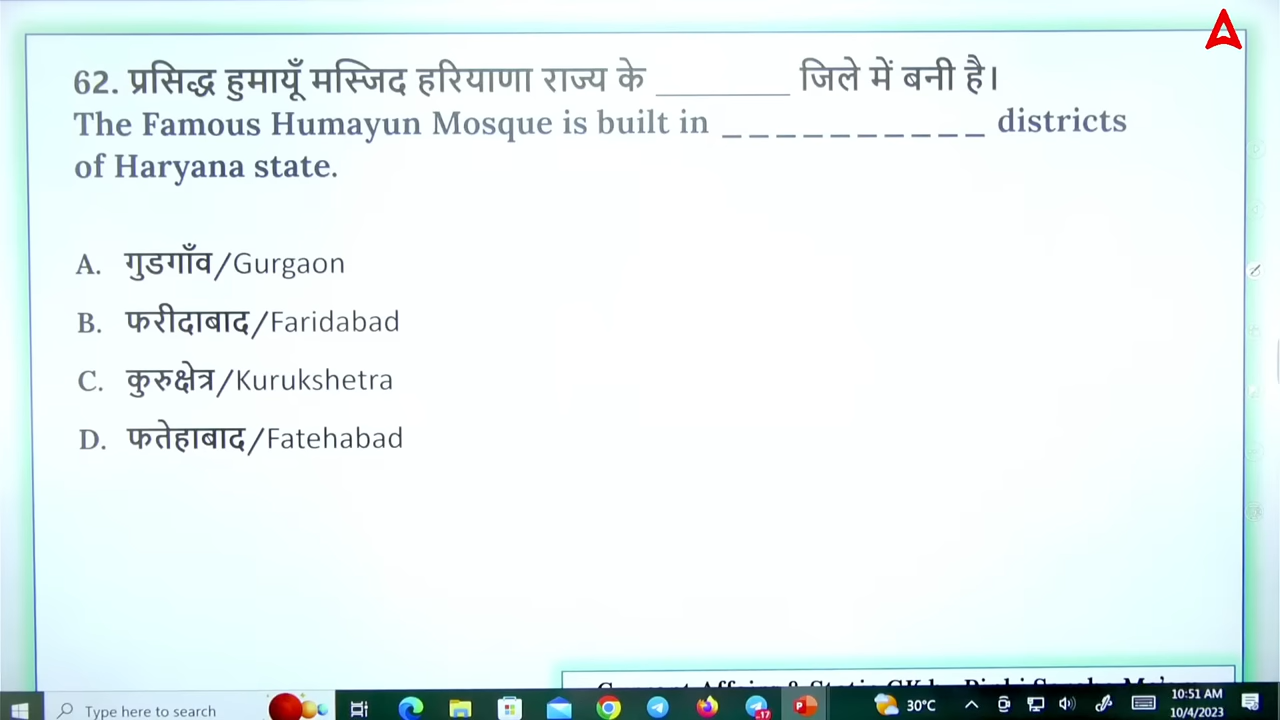 62. प्रसिद्ध हुमायूँ मस्जिद हरियाणा राज्य के ________ जिले में बनी है।
The Famous Humayun Mosque is built in _ _ _ _ _ _ _ _ _ _ districts
of Haryana state.
A. गुडगाँव/Gurgaon
B. फरीदाबाद/Faridabad
C. कुरुक्षेत्र/Kurukshetra
D. फतेहाबाद/Fatehabad
Type here to search
17
30°C
10:51 AM
10/4/2023